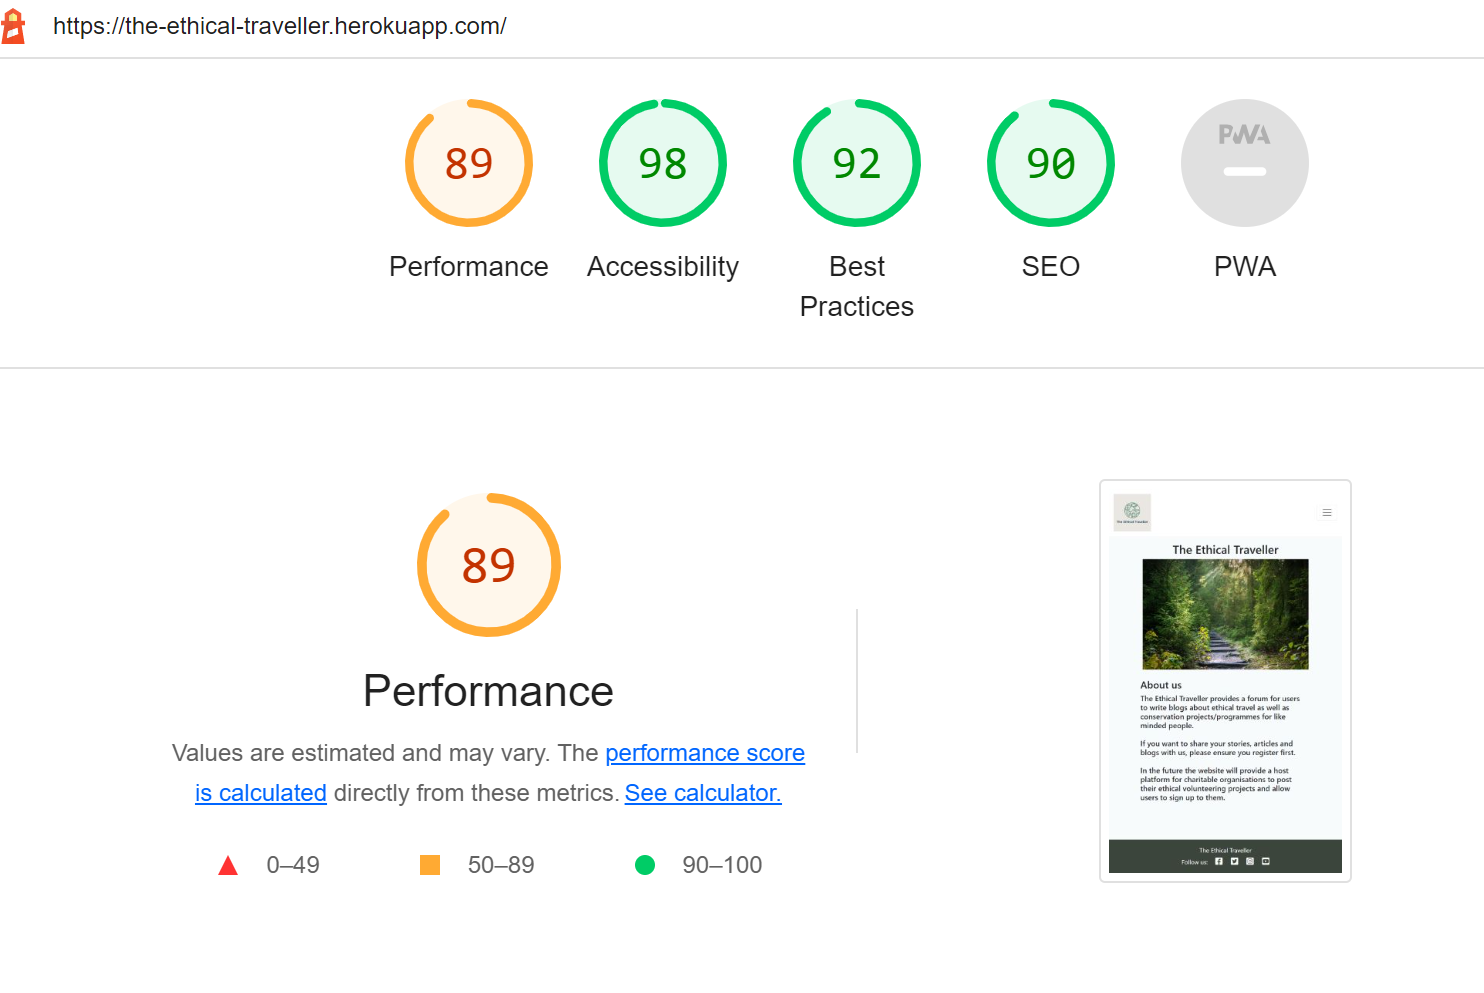 https://the-ethical-traveller.herokuapp.com/
89
98
92
90
PWA
Performance
Accessibility
Best
Practices
SEO
PWA
89
Performance
Values are estimated and may vary. The performance score
is calculated directly from these metrics. See calculator.
0–49
50–89
90–100
The Ethical Traveller
The Ethical Traveller
About us
The Ethical Traveller provides a forum for users
to write blogs about ethical travel as well as
conservation projects/programmes for like
minded people.
If you want to share your stories, articles and
blogs with us, please ensure you register first.
In the future the website will provide a host
platform for charitable organisations to post
their ethical volunteering projects and allow
users to sign up to them.
The Ethical Traveller
Follow us: